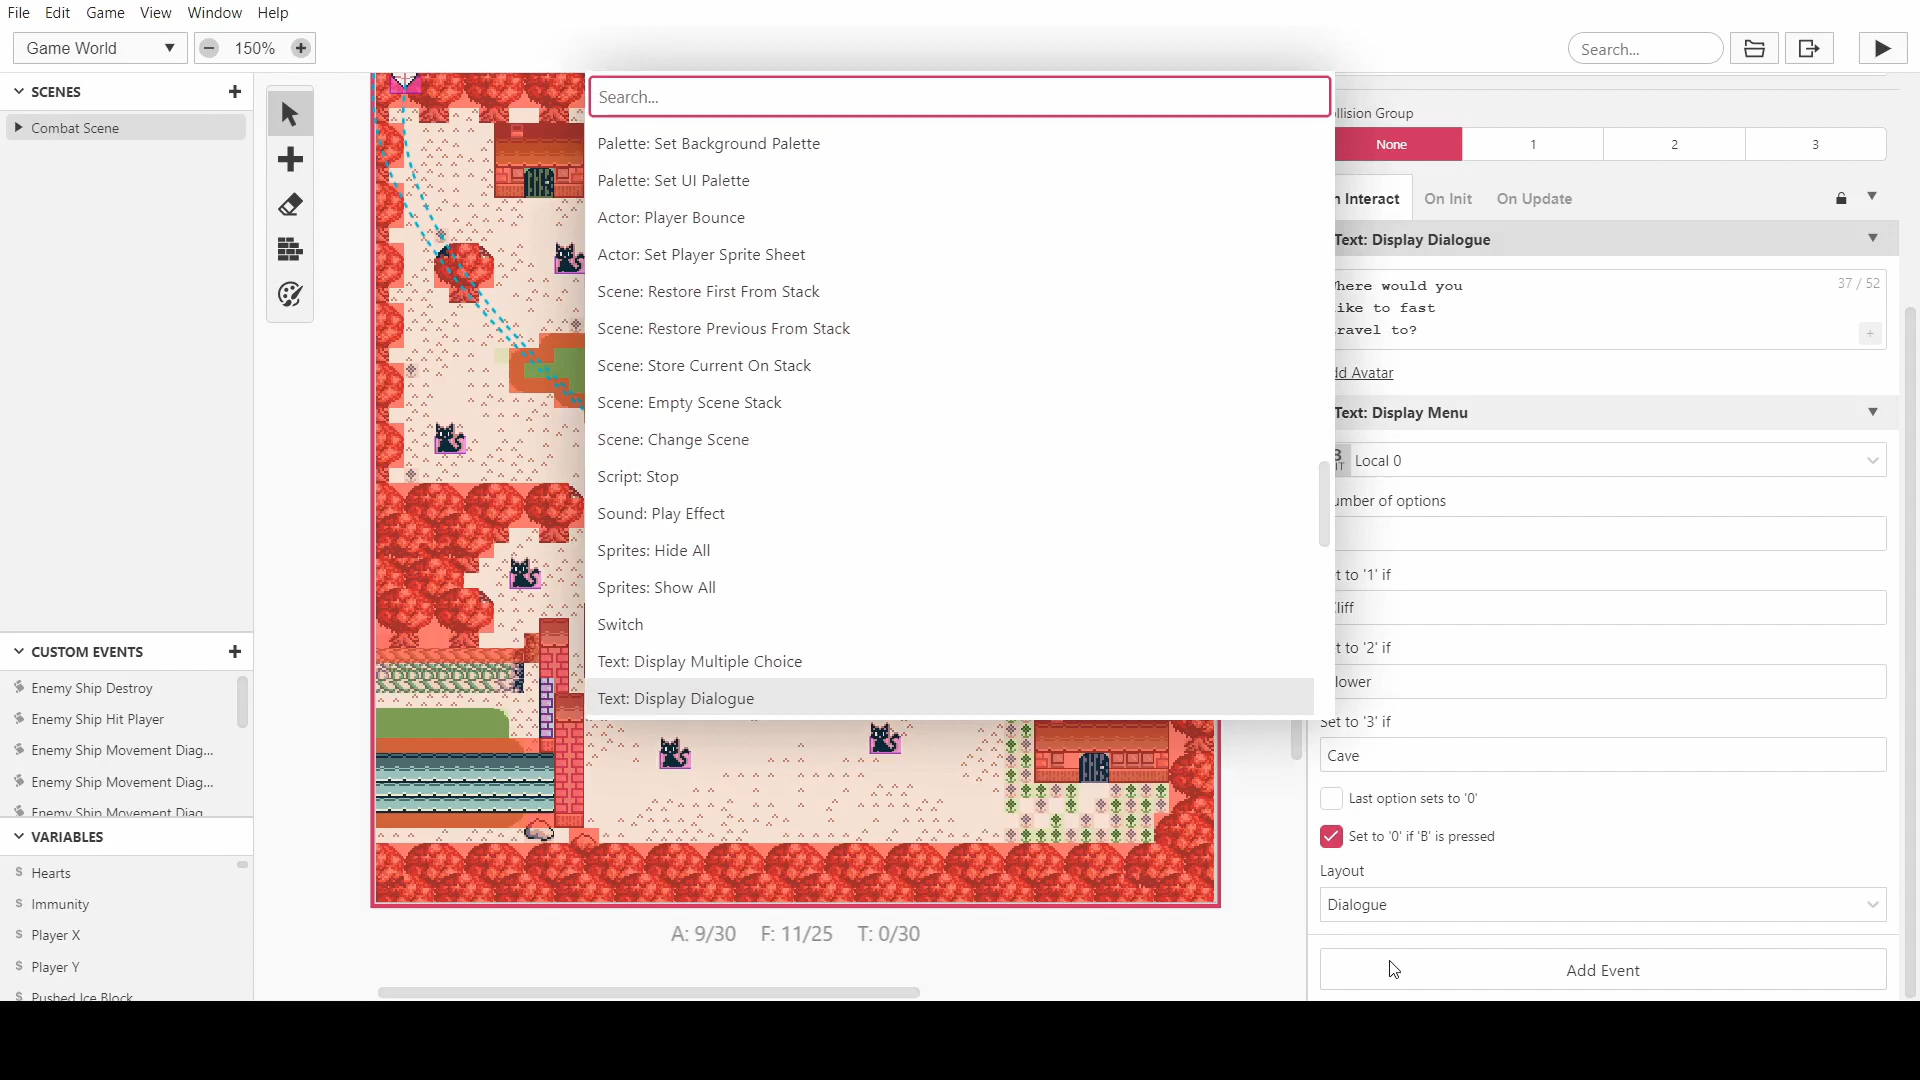 File Edit Game View Window Help
Game World 150% Search...
SCENES
Combat Scene
CUSTOM EVENTS
Enemy Ship Destroy
Enemy Ship Hit Player
Enemy Ship Movement Diag...
Enemy Ship Movement Diag...
Enemy Ship Movement Diag
VARIABLES
$ Hearts
$ Immunity
$ Player X
$ Player Y
$ Pushed Ice Block
Search...
Palette: Set Background Palette
Palette: Set UI Palette
Actor: Player Bounce
Actor: Set Player Sprite Sheet
Scene: Restore First From Stack
Scene: Restore Previous From Stack
Scene: Store Current On Stack
Scene: Empty Scene Stack
Scene: Change Scene
Script: Stop
Sound: Play Effect
Sprites: Hide All
Sprites: Show All
Switch
Text: Display Multiple Choice
Text: Display Dialogue
A: 9/30 F: 11/25 T: 0/30
llision Group
None 1 2 3
n Interact On Init On Update
Text: Display Dialogue
here would you 37 / 52
ike to fast
ravel to?
dd Avatar
Text: Display Menu
Local 0
umber of options
t to '1' if
liff
t to '2' if
lower
Set to '3' if
Cave
Last option sets to '0'
Set to '0' if 'B' is pressed
Layout
Dialogue
Add Event